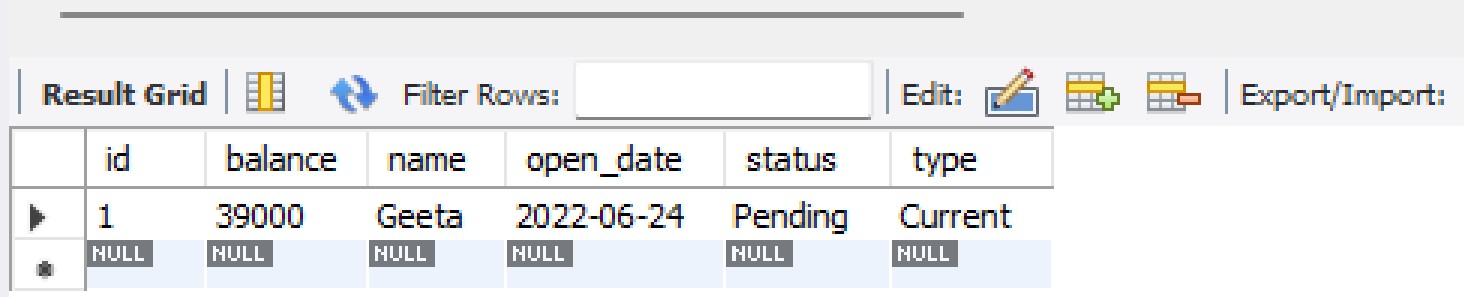 Result Grid Filter Rows: Edit: Export/Import:
id balance name open_date status type
1 39000 Geeta 2022-06-24 Pending Current
NULL NULL NULL NULL NULL NULL